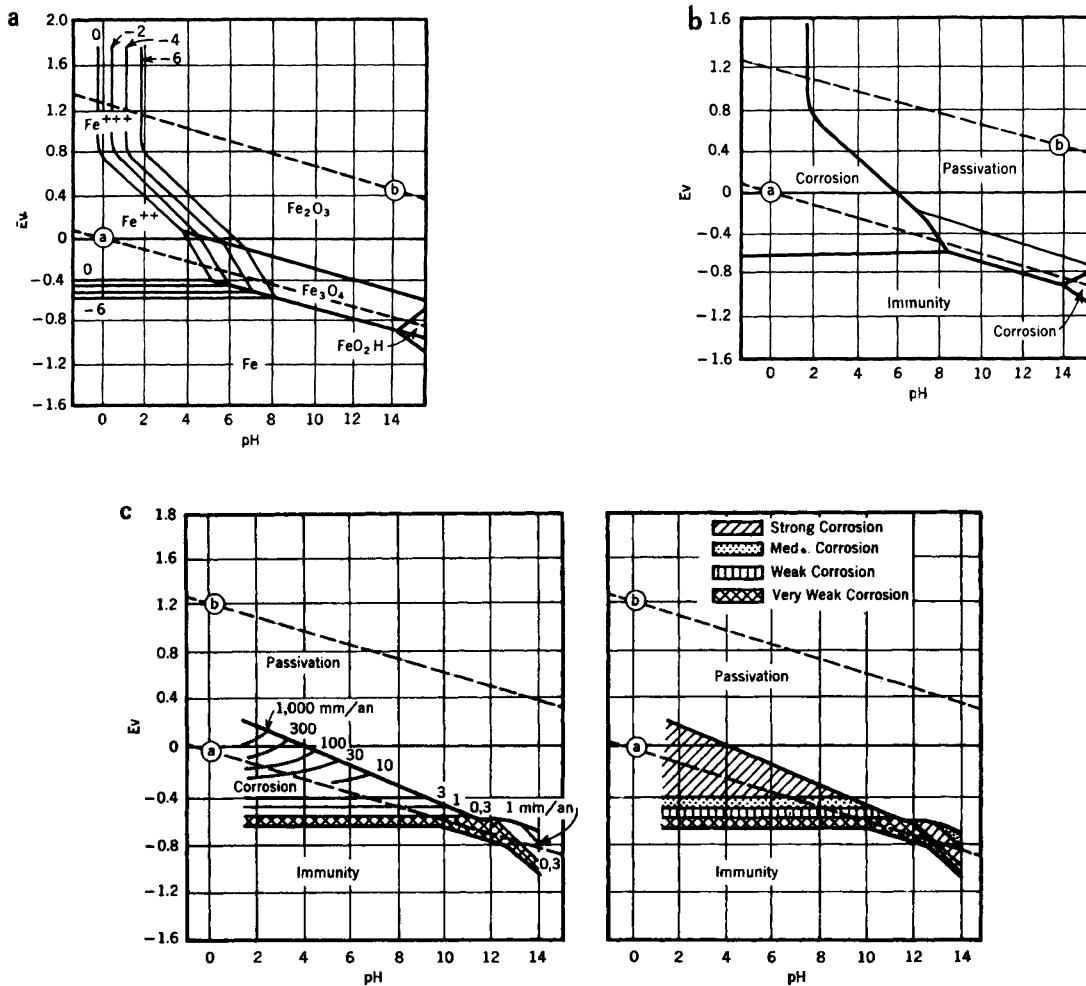 a
2.0
1.6
1.2
0.8
0.4
0
−0.4
−0.8
−1.2
−1.6
Ev
0
−2
−4
−6
Fe+++
Fe++
a
b
Fe2O3
Fe3O4
0
−6
FeO2H
Fe
0 2 4 6 8 10 12 14
pH
b
1.6
1.2
0.8
0.4
0
−0.4
−0.8
−1.2
1.6
Ev
b
Corrosion
Passivation
a
Immunity
Corrosion
0 2 4 6 8 10 12 14
pH
c
1.8
1.6
1.2
0.8
0.4
0
−0.4
−0.8
−1.2
−1.6
Ev
b
Passivation
1,000 mm/an
300
100
30
10
a
Corrosion
3 1 0,3 1 mm/an
0,3
Immunity
0 2 4 6 8 10 12 14
pH
Strong Corrosion
Med. Corrosion
Weak Corrosion
Very Weak Corrosion
b
Passivation
a
Immunity
0 2 4 6 8 10 12 14
pH